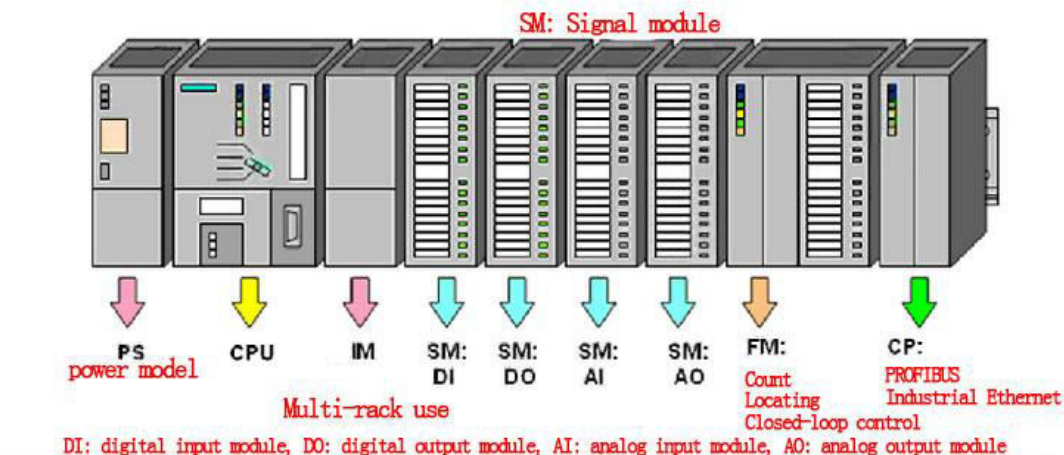 SM: Signal module
PS CPU IM SM: SM: SM: SM: FM: CP:
DI DO AI AO
power model
Count PROFIBUS
Locating Industrial Ethernet
Multi-rack use
Closed-loop control
DI: digital input module, DO: digital output module, AI: analog input module, AO: analog output module